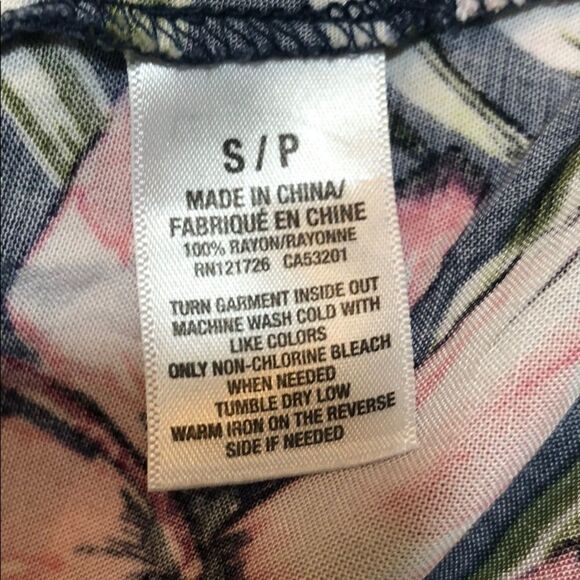 S / P
MADE IN CHINA/
FABRIQUÉ EN CHINE
100% RAYON/RAYONNE
RN121726 CA53201
TURN GARMENT INSIDE OUT
MACHINE WASH COLD WITH
LIKE COLORS
ONLY NON-CHLORINE BLEACH
WHEN NEEDED
TUMBLE DRY LOW
WARM IRON ON THE REVERSE
SIDE IF NEEDED